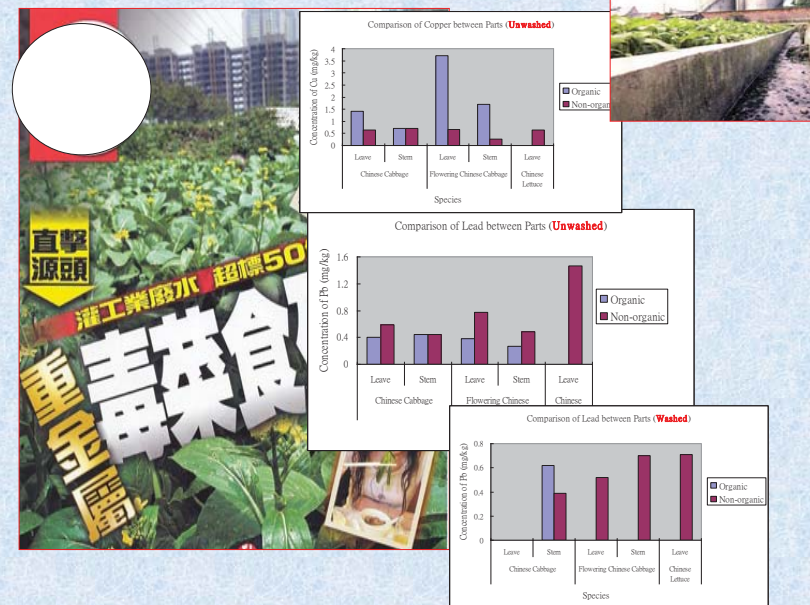 直擊
源頭
灌工業廢水 超標50
毒菜食
重金屬
Comparison of Copper between Parts (Unwashed)
Concentration of Cu (mg/kg)
4
3.5
3
2.5
2
1.5
1
0.5
0
Organic
Leave Stem Leave Stem Leave
Chinese Cabbage Flowering Chinese Cabbage Chinese
Lettuce
Species
Comparison of Lead between Parts (Unwashed)
Concentration of Pb (mg/kg)
1.6
1.2
0.8
0.4
0
Organic
Non-organic
Leave Stem Leave Stem Leave
Chinese Cabbage Flowering Chinese Chinese
Comparison of Lead between Parts (Washed)
Concentration of Pb (mg/kg)
0.8
0.6
0.4
0.2
0
Organic
Non-organic
Leave Stem Leave Stem Leave
Chinese Cabbage Flowering Chinese Cabbage Chinese
Lettuce
Species